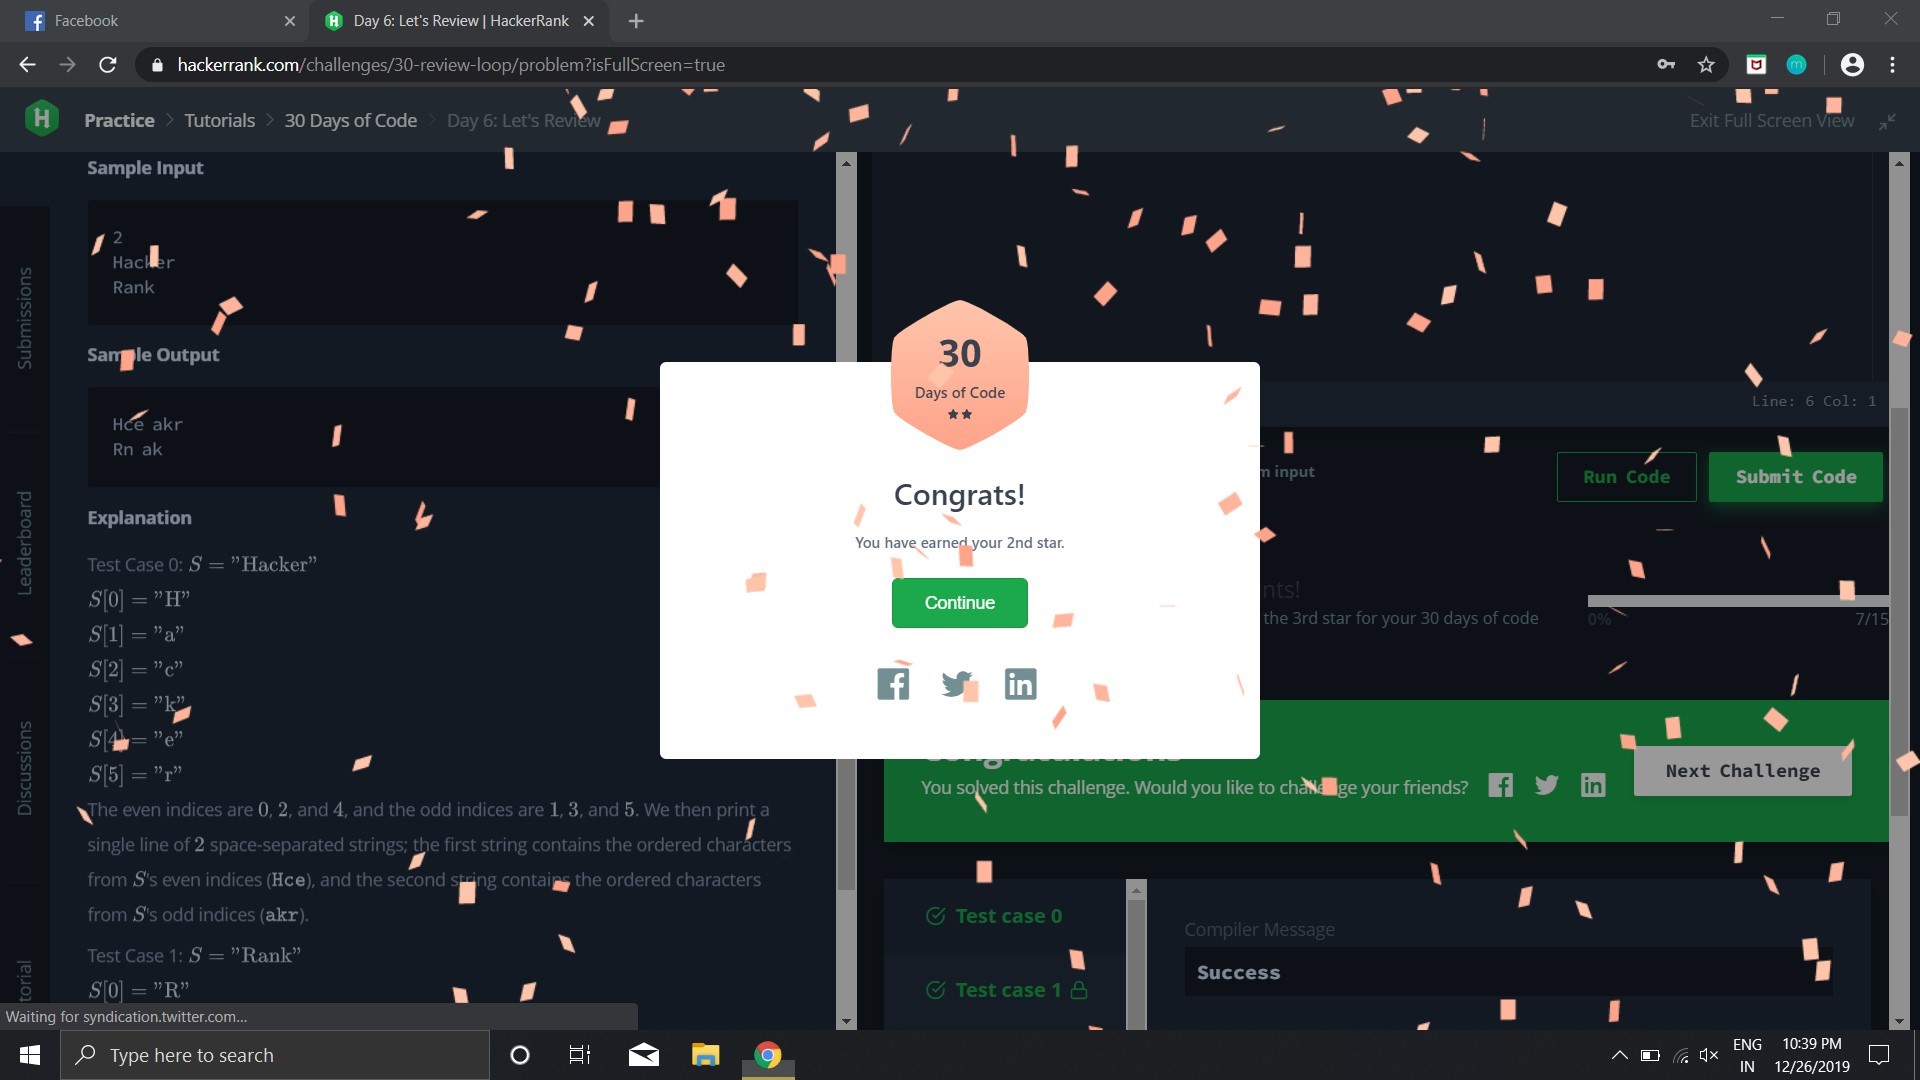 Facebook
Day 6: Let's Review | HackerRank
hackerrank.com/challenges/30-review-loop/problem?isFullScreen=true
Practice
Tutorials
30 Days of Code
Day 6: Let's Review
Exit Full Screen View
Submissions
Leaderboard
Discussions
torial
Sample Input
2
Hacker
Rank
Sample Output
Hce akr
Rn ak
Explanation
Test Case 0: S = "Hacker"
S[0] = "H"
S[1] = "a"
S[2] = "c"
S[3] = "k"
S[4] = "e"
S[5] = "r"
The even indices are 0, 2, and 4, and the odd indices are 1, 3, and 5. We then print a
single line of 2 space-separated strings; the first string contains the ordered characters
from S's even indices (Hce), and the second string contains the ordered characters
from S's odd indices (akr).
Test Case 1: S = "Rank"
S[0] = "R"
30
Days of Code
Congrats!
You have earned your 2nd star.
Continue
Line: 6 Col: 1
m input
Run Code
Submit Code
nts!
the 3rd star for your 30 days of code
0%
7/15
Congratulations
You solved this challenge. Would you like to challenge your friends?
Next Challenge
Test case 0
Test case 1
Compiler Message
Success
Waiting for syndication.twitter.com...
Type here to search
ENG
IN
10:39 PM
12/26/2019